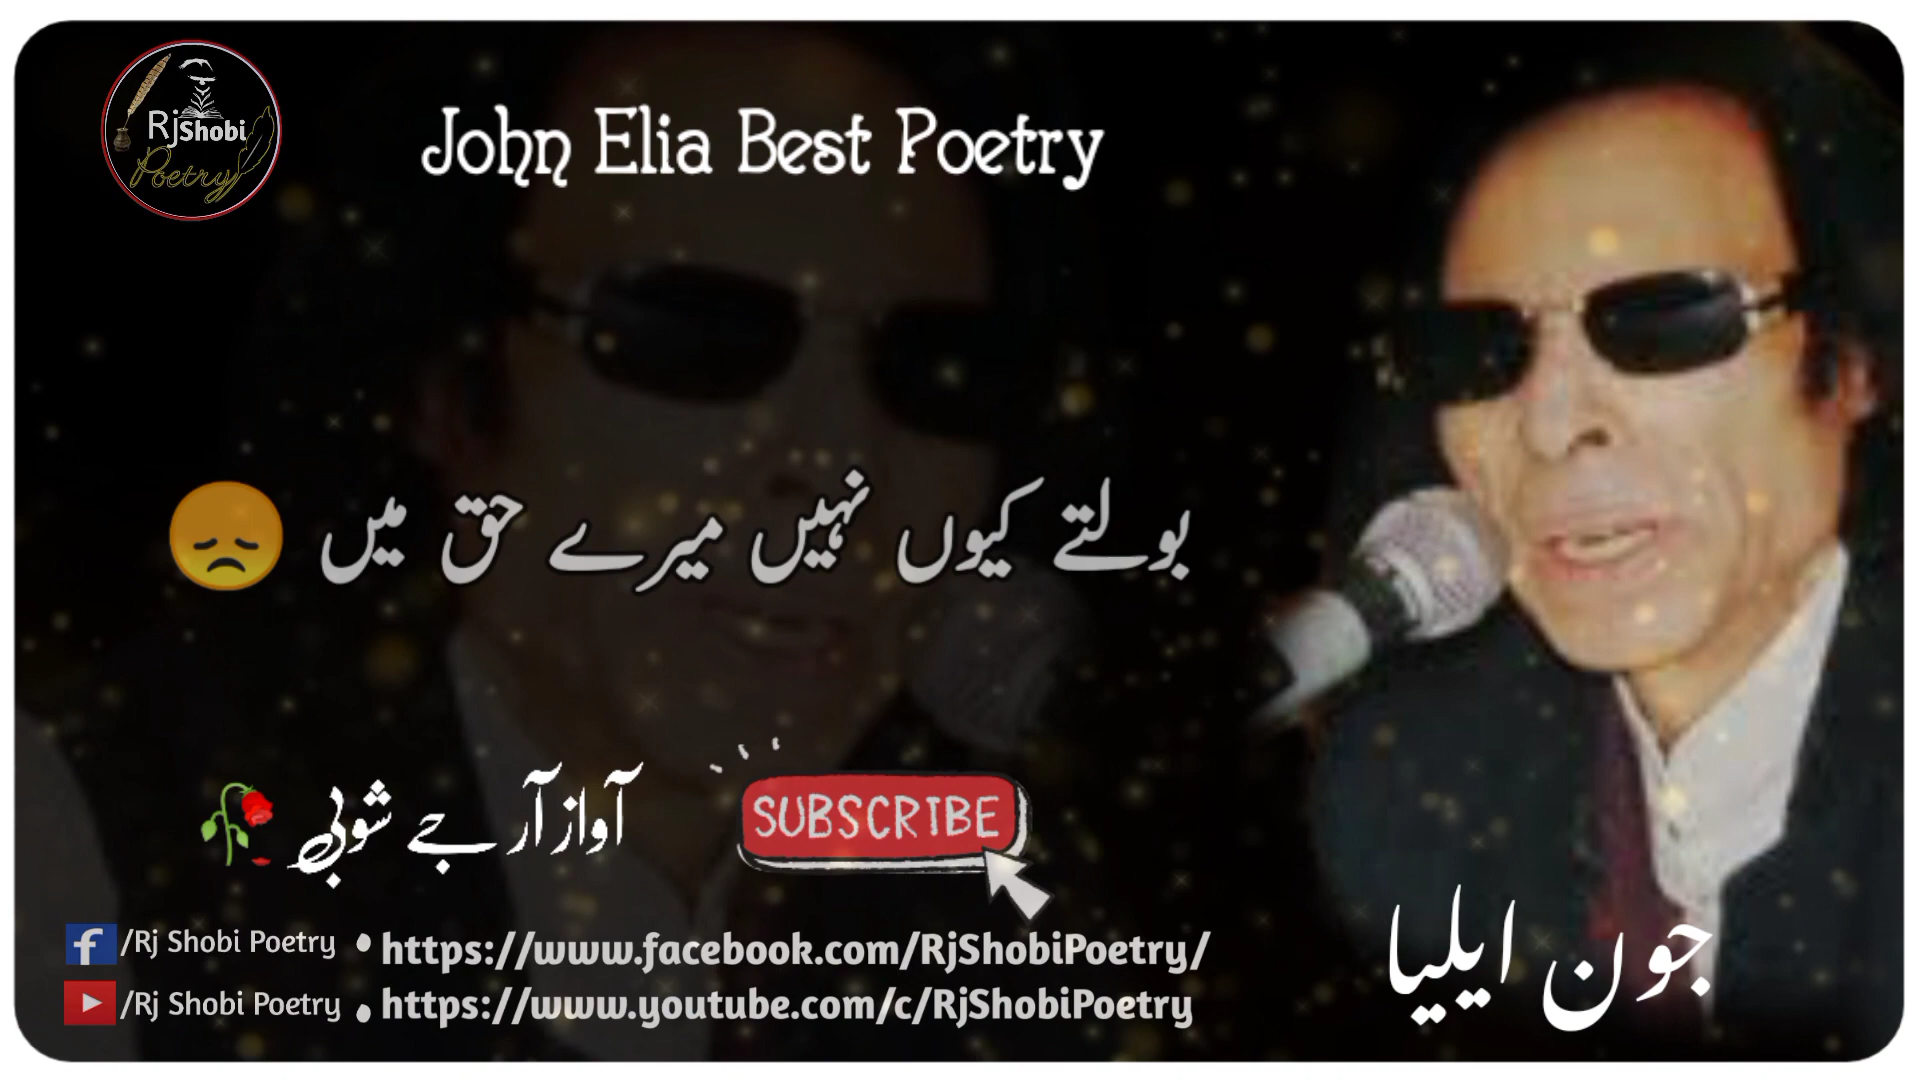 RjShobi
Poetry
John Elia Best Poetry
بولتے کیوں نہیں میرے حق میں
آواز آر جے شوبی
SUBSCRIBE
/Rj Shobi Poetry • https://www.facebook.com/RjShobiPoetry/
/Rj Shobi Poetry • https://www.youtube.com/c/RjShobiPoetry
جون ایلیا